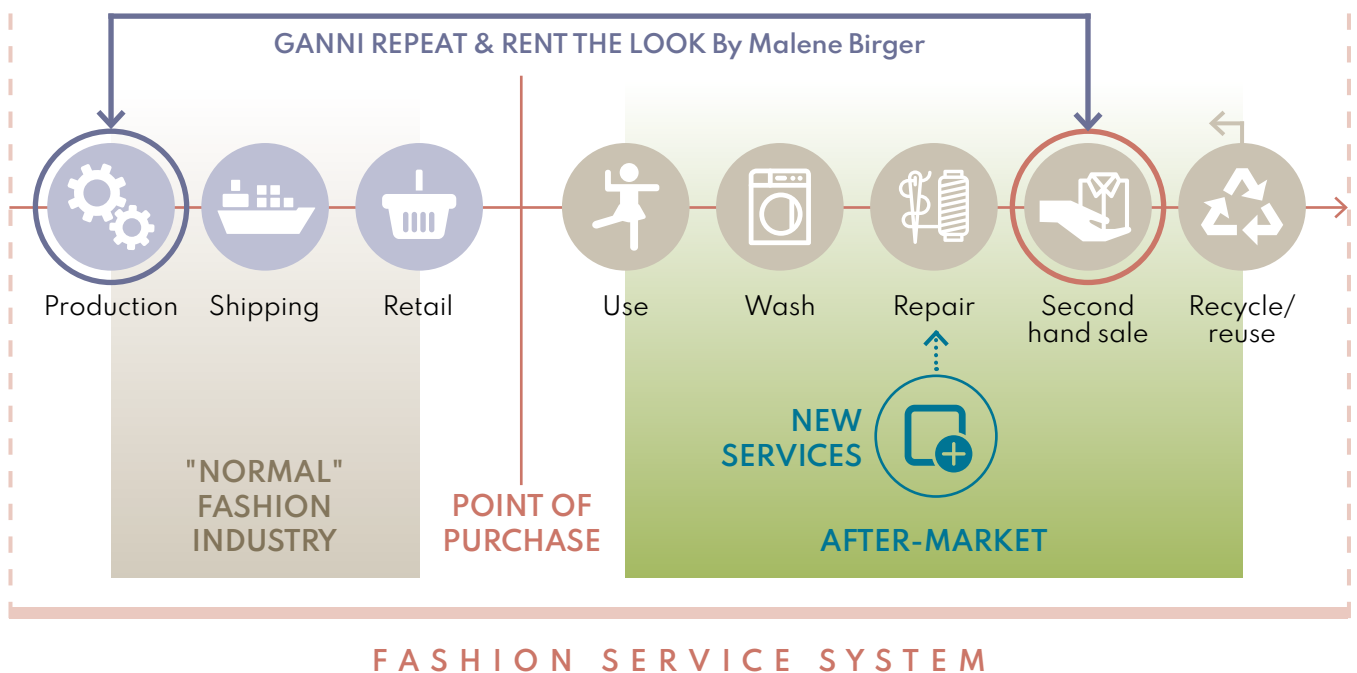 GANNI REPEAT & RENT THE LOOK By Malene Birger
Production
Shipping
Retail
Use
Wash
Repair
Second
hand sale
Recycle/
reuse
NEW
SERVICES
"NORMAL"
FASHION
INDUSTRY
POINT OF
PURCHASE
AFTER-MARKET
FASHION SERVICE SYSTEM